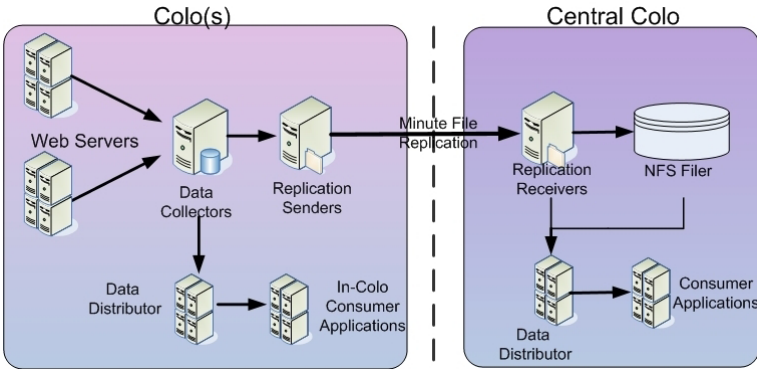 Colo(s)
Central Colo
Web Servers
Data
Collectors
Replication
Senders
Minute File
Replication
Replication
Receivers
NFS Filer
Data
Distributor
In-Colo
Consumer
Applications
Data
Distributor
Consumer
Applications